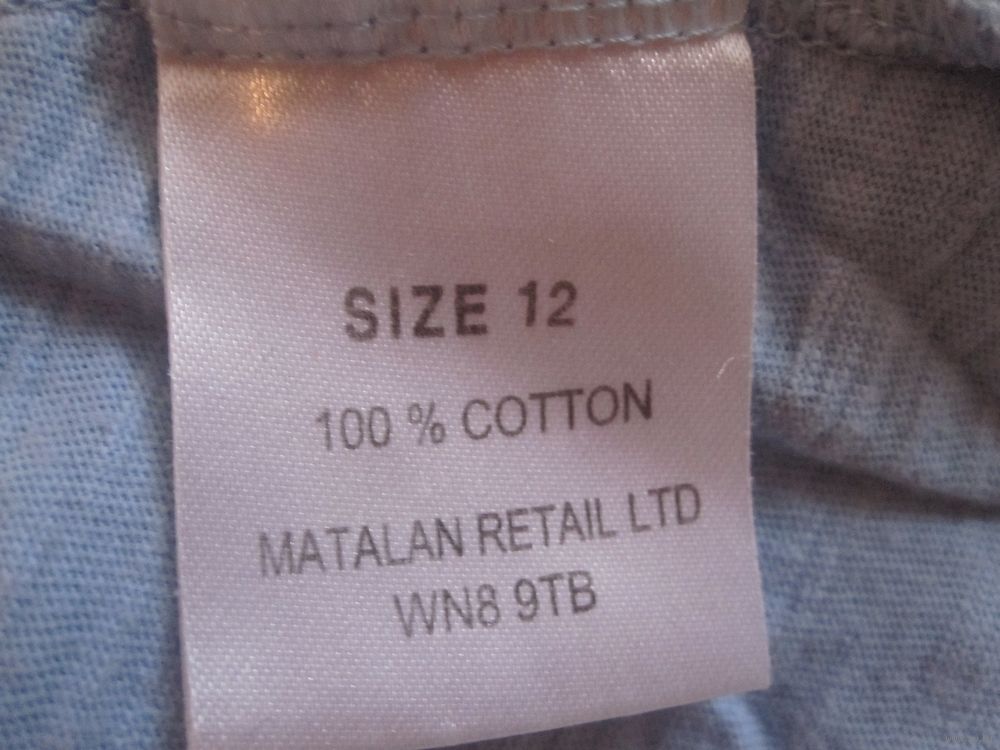 SIZE 12
100 % COTTON
MATALAN RETAIL LTD
WN8 9TB